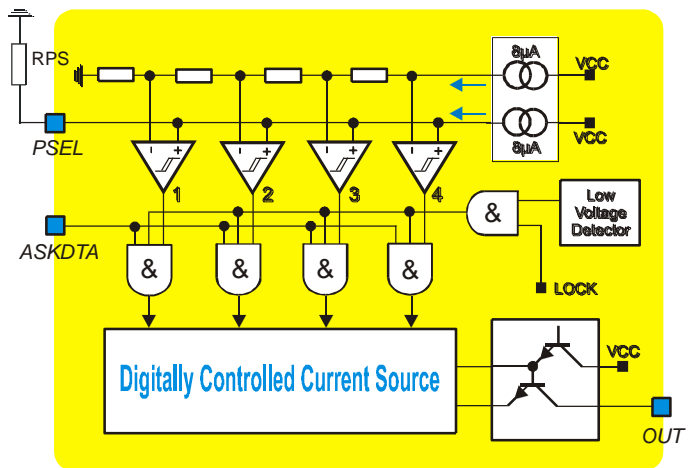 8µA
RPS
VCC
VCC
PSEL
- +
- +
- +
- +
8µA
1
2
3
4
&
Low
Voltage
Detector
ASKDTA
&
&
&
&
LOCK
Digitally Controlled Current Source
VCC
OUT